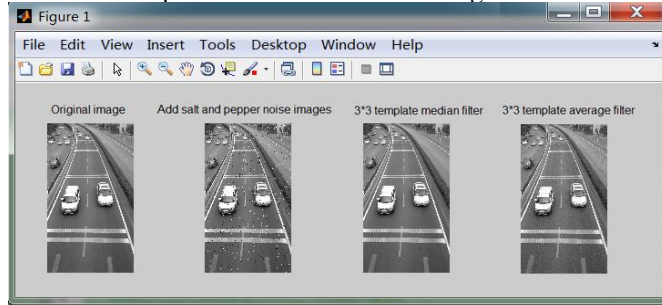 Figure 1
File Edit View Insert Tools Desktop Window Help
Original image
Add salt and pepper noise images
3*3 template median filter
3*3 template average filter